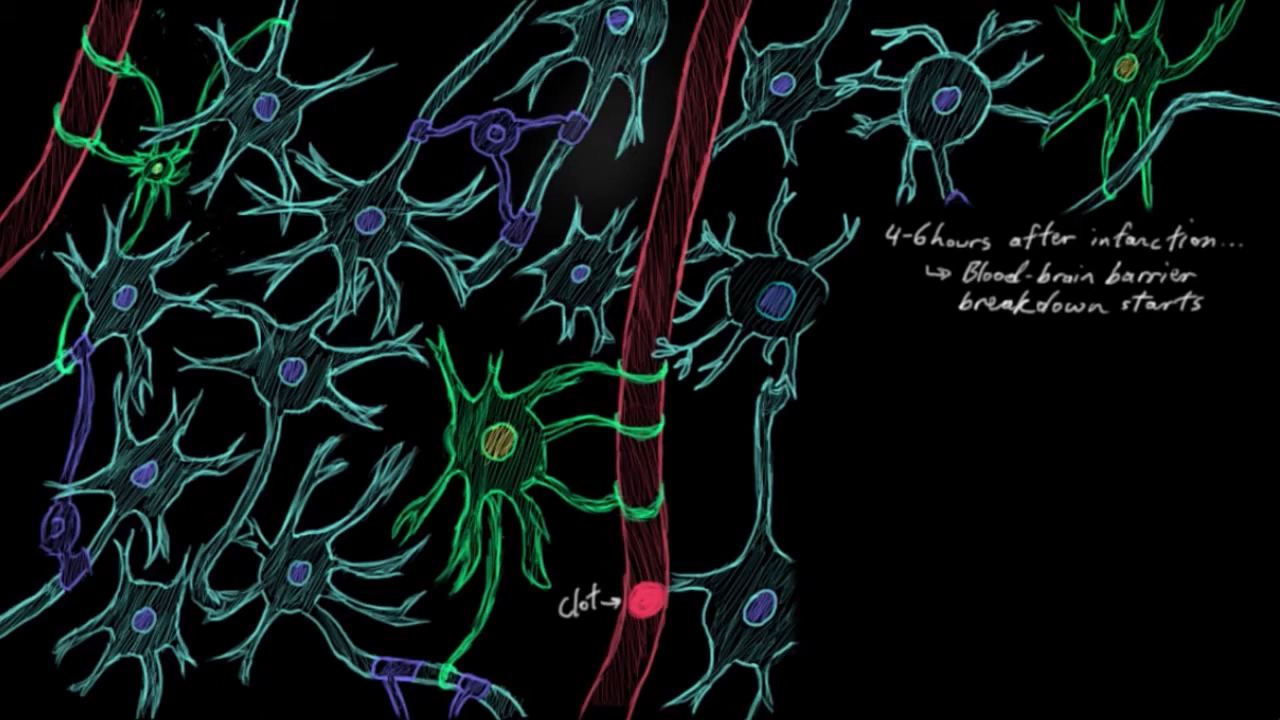 4-6 hours after infarction...
↳ Blood-brain barrier
breakdown starts
clot→